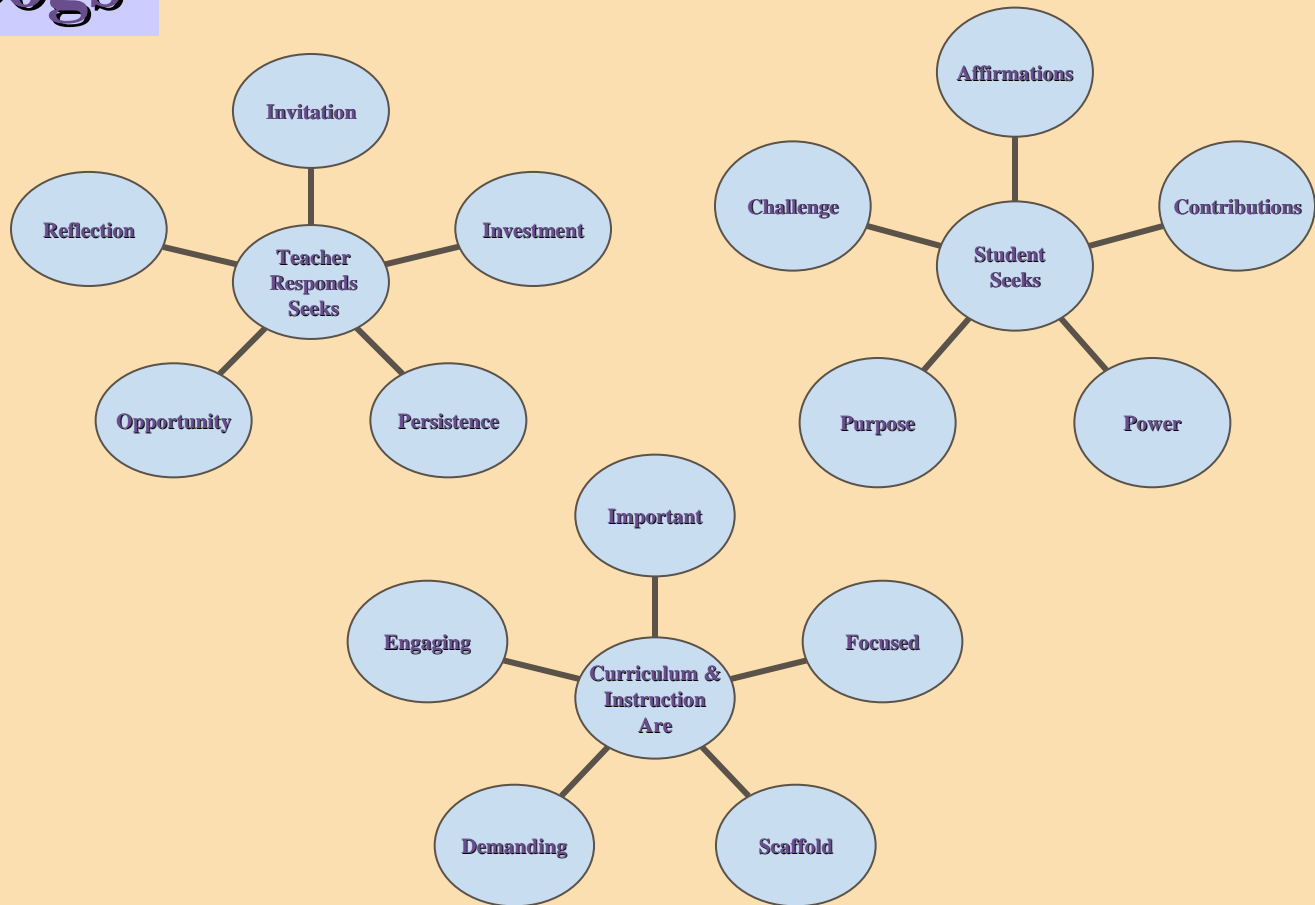 Invitation
Reflection
Investment
Teacher
Responds
Seeks
Opportunity
Persistence
Affirmations
Challenge
Contributions
Student
Seeks
Purpose
Power
Important
Engaging
Focused
Curriculum &
Instruction
Are
Demanding
Scaffold